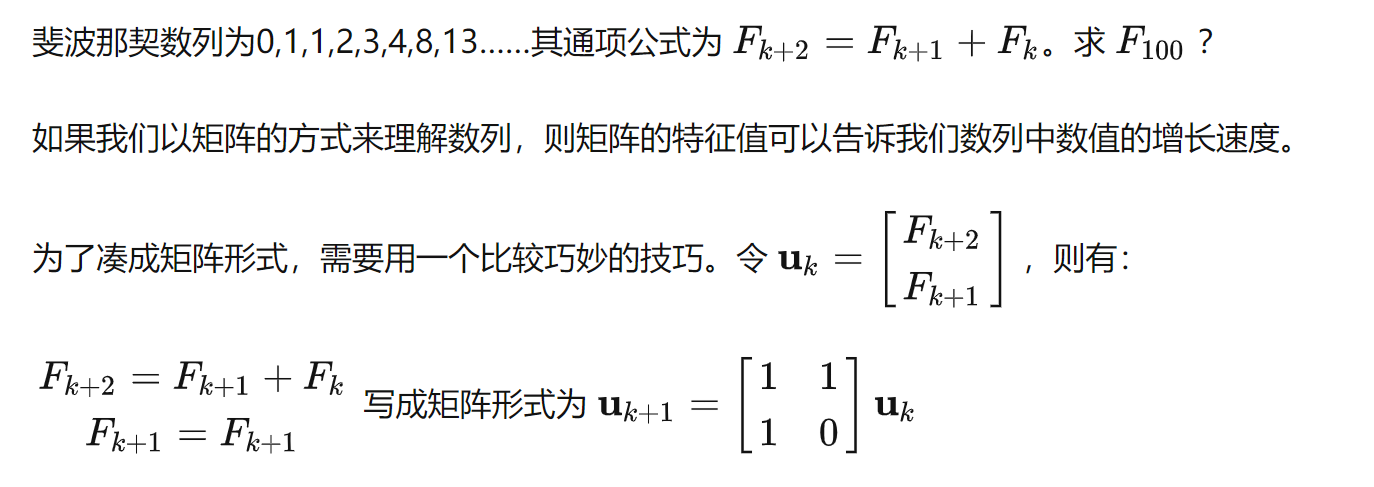 斐波那契数列为0,1,1,2,3,4,8,13......其通项公式为 $F_{k+2} = F_{k+1} + F_k$。求 $F_{100}$ ？
如果我们以矩阵的方式来理解数列，则矩阵的特征值可以告诉我们数列中数值的增长速度。
为了凑成矩阵形式，需要用一个比较巧妙的技巧。令 $\mathbf{u}_k = \begin{bmatrix} F_{k+2} \\ F_{k+1} \end{bmatrix}$ ，则有：
$\begin{matrix} F_{k+2} = F_{k+1} + F_k \\ F_{k+1} = F_{k+1} \end{matrix}$ 写成矩阵形式为 $\mathbf{u}_{k+1} = \begin{bmatrix} 1 & 1 \\ 1 & 0 \end{bmatrix} \mathbf{u}_k$